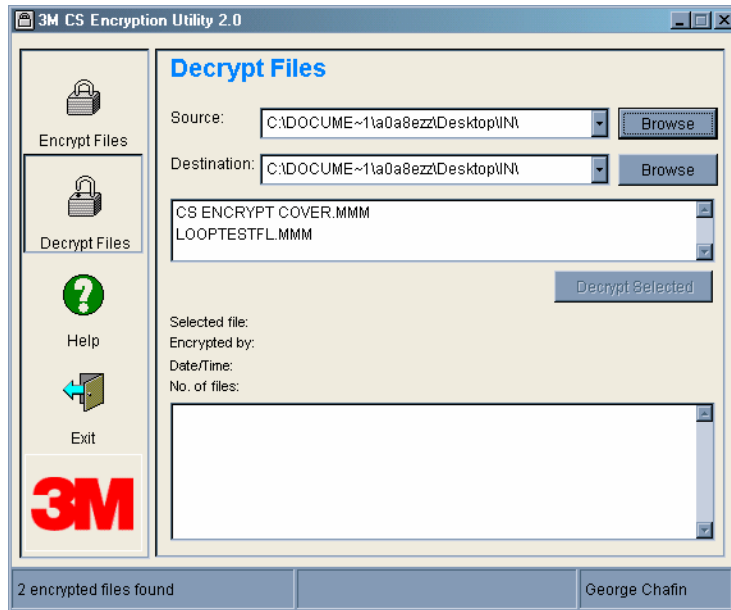 3M CS Encryption Utility 2.0
Encrypt Files
Decrypt Files
Help
Exit
3M
Decrypt Files
Source: C:\DOCUME~1\a0a8ezz\Desktop\IN\ Browse
Destination: C:\DOCUME~1\a0a8ezz\Desktop\IN\ Browse
CS ENCRYPT COVER.MMM
LOOPTESTFL.MMM
Decrypt Selected
Selected file:
Encrypted by:
Date/Time:
No. of files:
2 encrypted files found George Chafin